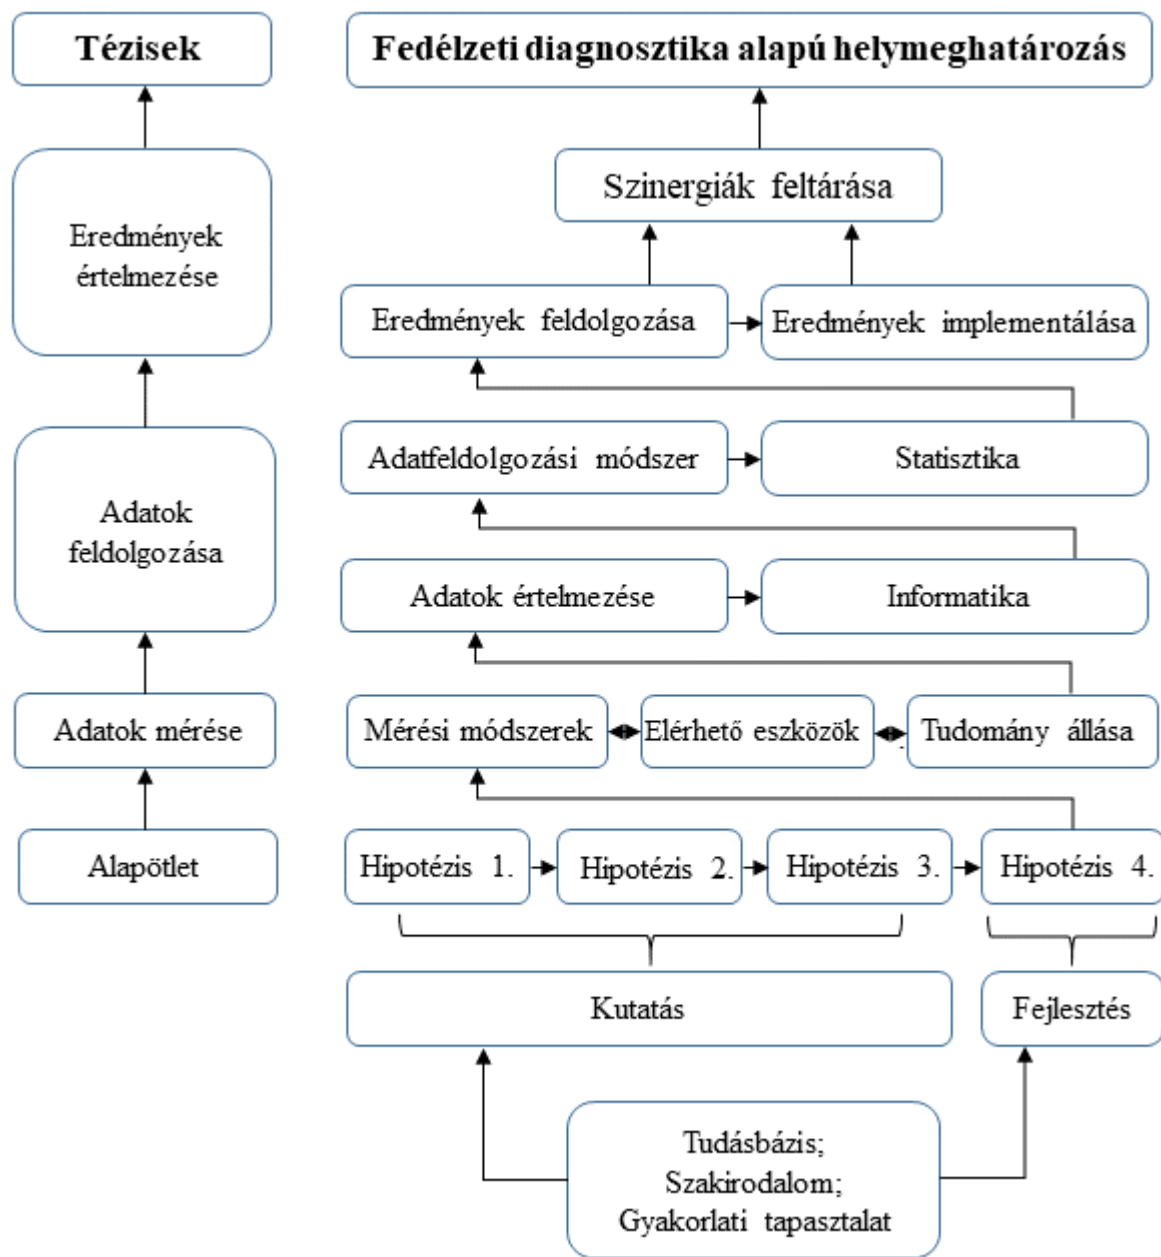 Tézisek
Fedélzeti diagnosztika alapú helymeghatározás
Szinergiák feltárása
Eredmények
értelmezése
Eredmények feldolgozása
Eredmények implementálása
Adatfeldolgozási módszer
Statisztika
Adatok
feldolgozása
Adatok értelmezése
Informatika
Adatok mérése
Mérési módszerek
Elérhető eszközök
Tudomány állása
Alapötlet
Hipotézis 1.
Hipotézis 2.
Hipotézis 3.
Hipotézis 4.
Kutatás
Fejlesztés
Tudásbázis;
Szakirodalom;
Gyakorlati tapasztalat